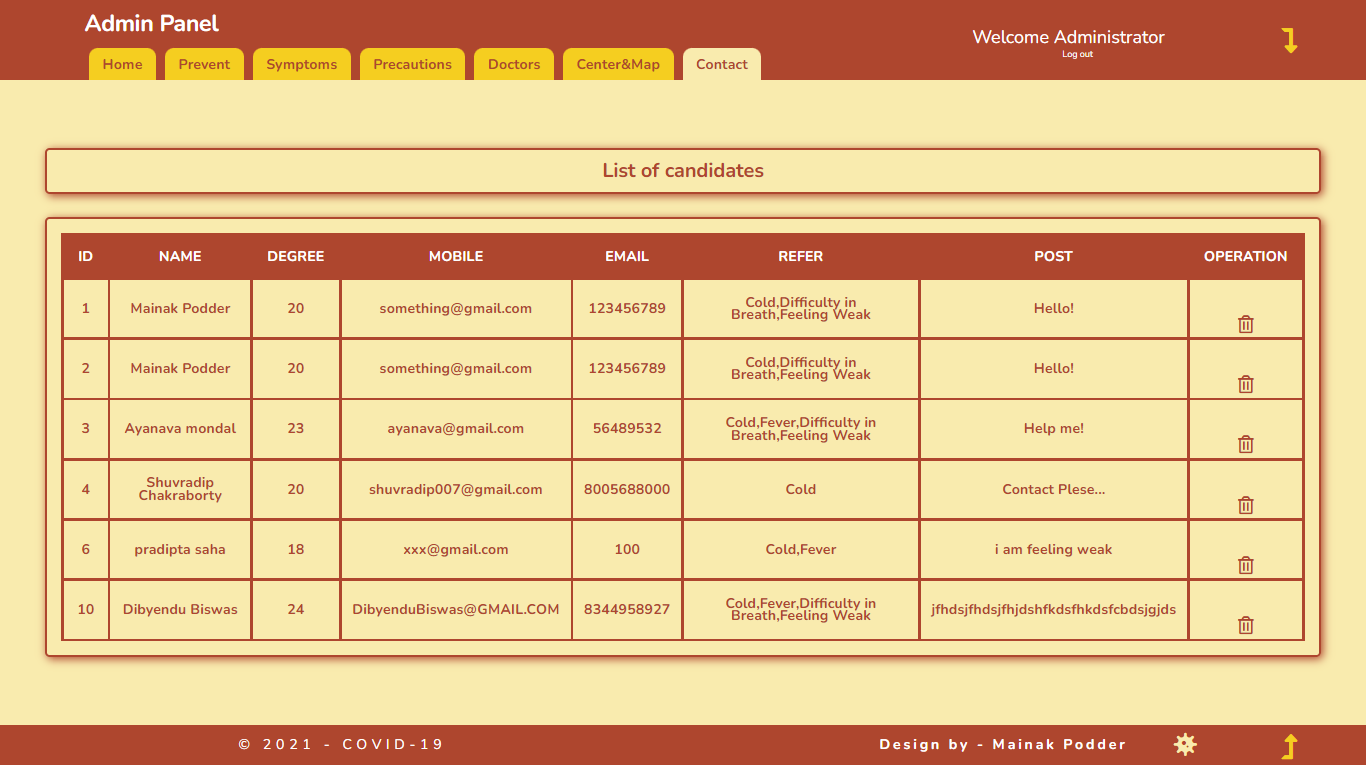 Admin Panel
Welcome Administrator
Log out
Home Prevent Symptoms Precautions Doctors Center&Map Contact
List of candidates
ID NAME DEGREE MOBILE EMAIL REFER POST OPERATION
1 Mainak Podder 20 something@gmail.com 123456789 Cold,Difficulty in
Breath,Feeling Weak Hello!
2 Mainak Podder 20 something@gmail.com 123456789 Cold,Difficulty in
Breath,Feeling Weak Hello!
3 Ayanava mondal 23 ayanava@gmail.com 56489532 Cold,Fever,Difficulty in
Breath,Feeling Weak Help me!
4 Shuvradip
Chakraborty 20 shuvradip007@gmail.com 8005688000 Cold Contact Plese...
6 pradipta saha 18 xxx@gmail.com 100 Cold,Fever i am feeling weak
10 Dibyendu Biswas 24 DibyenduBiswas@GMAIL.COM 8344958927 Cold,Fever,Difficulty in
Breath,Feeling Weak jfhdsjfhdsjfhjdshfkdsfhkdsfcbdsjgjds
© 2021 - COVID-19
Design by - Mainak Podder